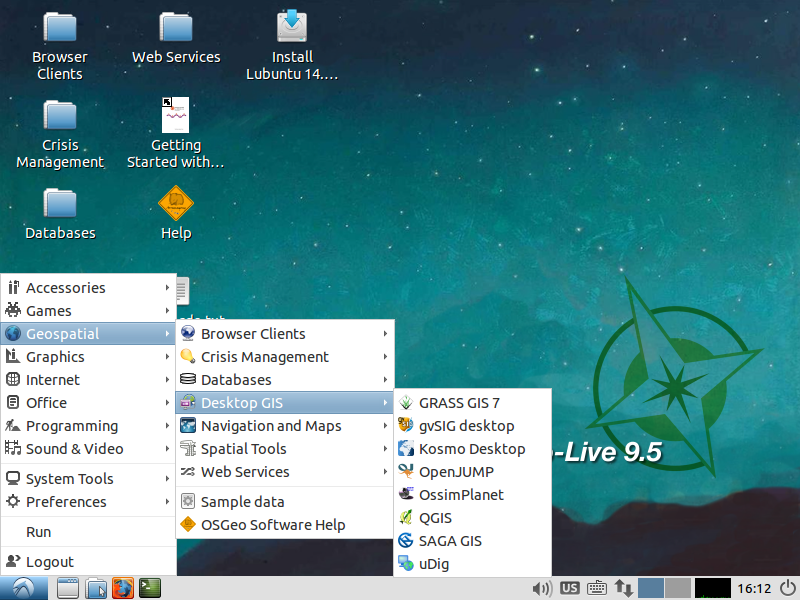 Browser
Clients
Web Services
Install
Lubuntu 14....
Crisis
Management
Getting
Started with...
Databases
Help
Accessories
Games
Geospatial
Graphics
Internet
Office
Programming
Sound & Video
System Tools
Preferences
Run
Logout
Browser Clients
Crisis Management
Databases
Desktop GIS
Navigation and Maps
Spatial Tools
Web Services
Sample data
OSGeo Software Help
GRASS GIS 7
gvSIG desktop
Kosmo Desktop
OpenJUMP
OssimPlanet
QGIS
SAGA GIS
uDig
-Live 9.5
US
16:12